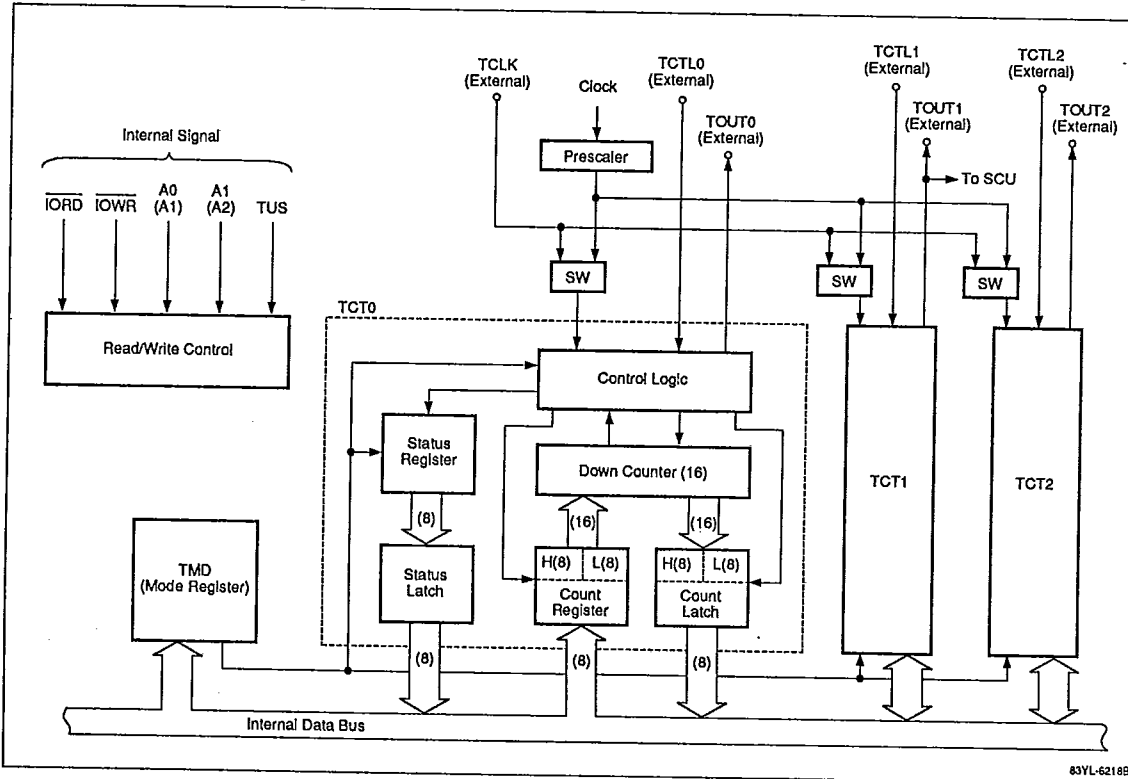 TCLK
(External)
Clock
Prescaler
TCTL0
(External)
TOUT0
(External)
TCTL1
(External)
TOUT1
(External)
To SCU
TCTL2
(External)
TOUT2
(External)
Internal Signal
IORD
IOWR
A0
(A1)
A1
(A2)
TUS
Read/Write Control
SW
SW
SW
TCT0
Control Logic
Status
Register
Down Counter (16)
(8)
(16)
(16)
Status
Latch
H(8)
L(8)
Count
Register
H(8)
L(8)
Count
Latch
TCT1
TCT2
TMD
(Mode Register)
(8)
(8)
(8)
Internal Data Bus
83YL-6218B